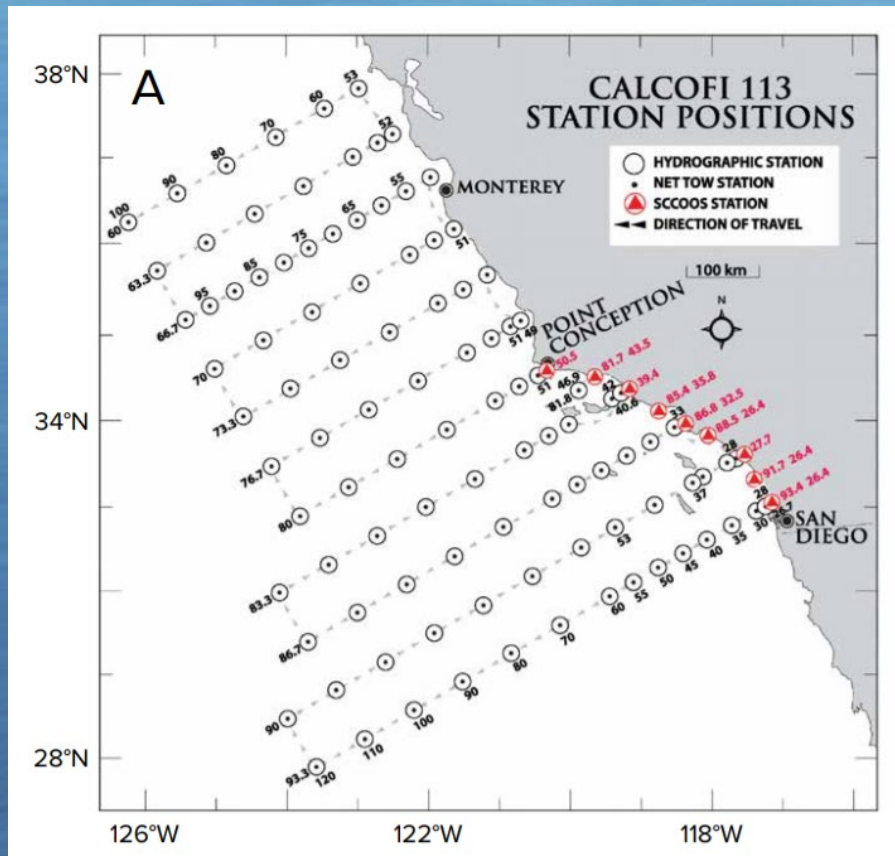 A
CALCOFI 113
STATION POSITIONS
HYDROGRAPHIC STATION
NET TOW STATION
SCCOOS STATION
DIRECTION OF TRAVEL
100 km
N
MONTEREY
POINT
CONCEPTION
SAN
DIEGO
38°N
34°N
28°N
126°W
122°W
118°W
60
100
90
80
70
60
53
63.3
52
66.7
95
85
75
65
55
70
51
73.3
76.7
51
49
80
51
50.5
81.8
46.9
81.7 43.5
42
39.4
40.6
83.3
85.4 35.8
33
86.8 32.5
86.7
88.5 26.4
28
27.7
37
90
53
91.7 26.4
28
93.4 26.4
26.7
30
35
40
45
50
55
60
70
80
90
100
110
120
93.3